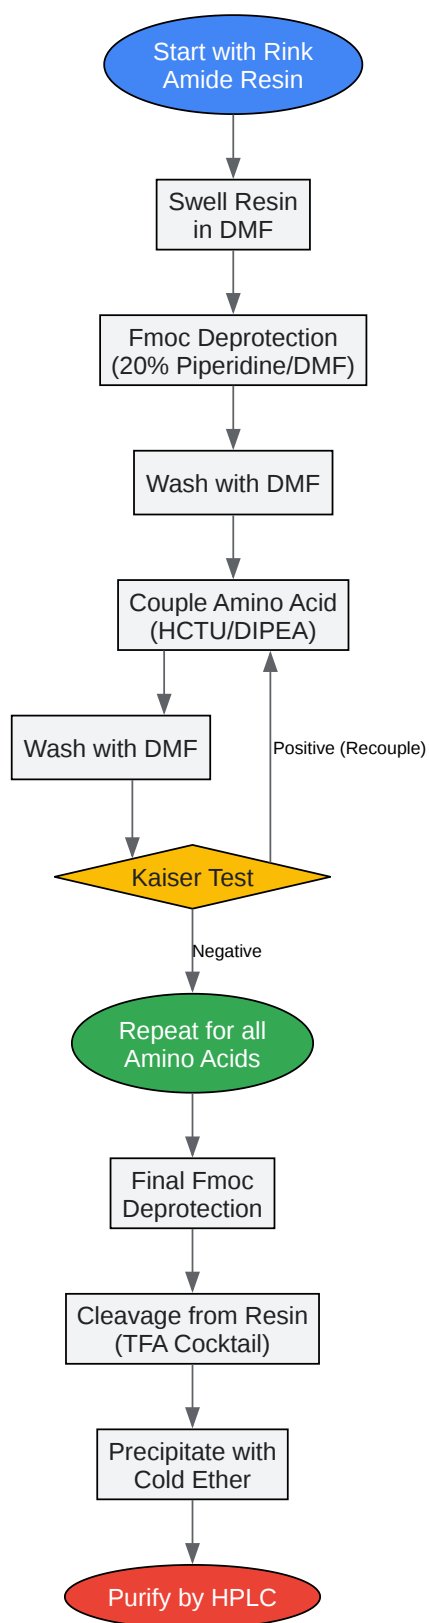 Start with Rink
Amide Resin
Swell Resin
in DMF
Fmoc Deprotection
(20% Piperidine/DMF)
Wash with DMF
Couple Amino Acid
(HCTU/DIPEA)
Wash with DMF
Positive (Recouple)
Kaiser Test
Negative
Repeat for all
Amino Acids
Final Fmoc
Deprotection
Cleavage from Resin
(TFA Cocktail)
Precipitate with
Cold Ether
Purify by HPLC